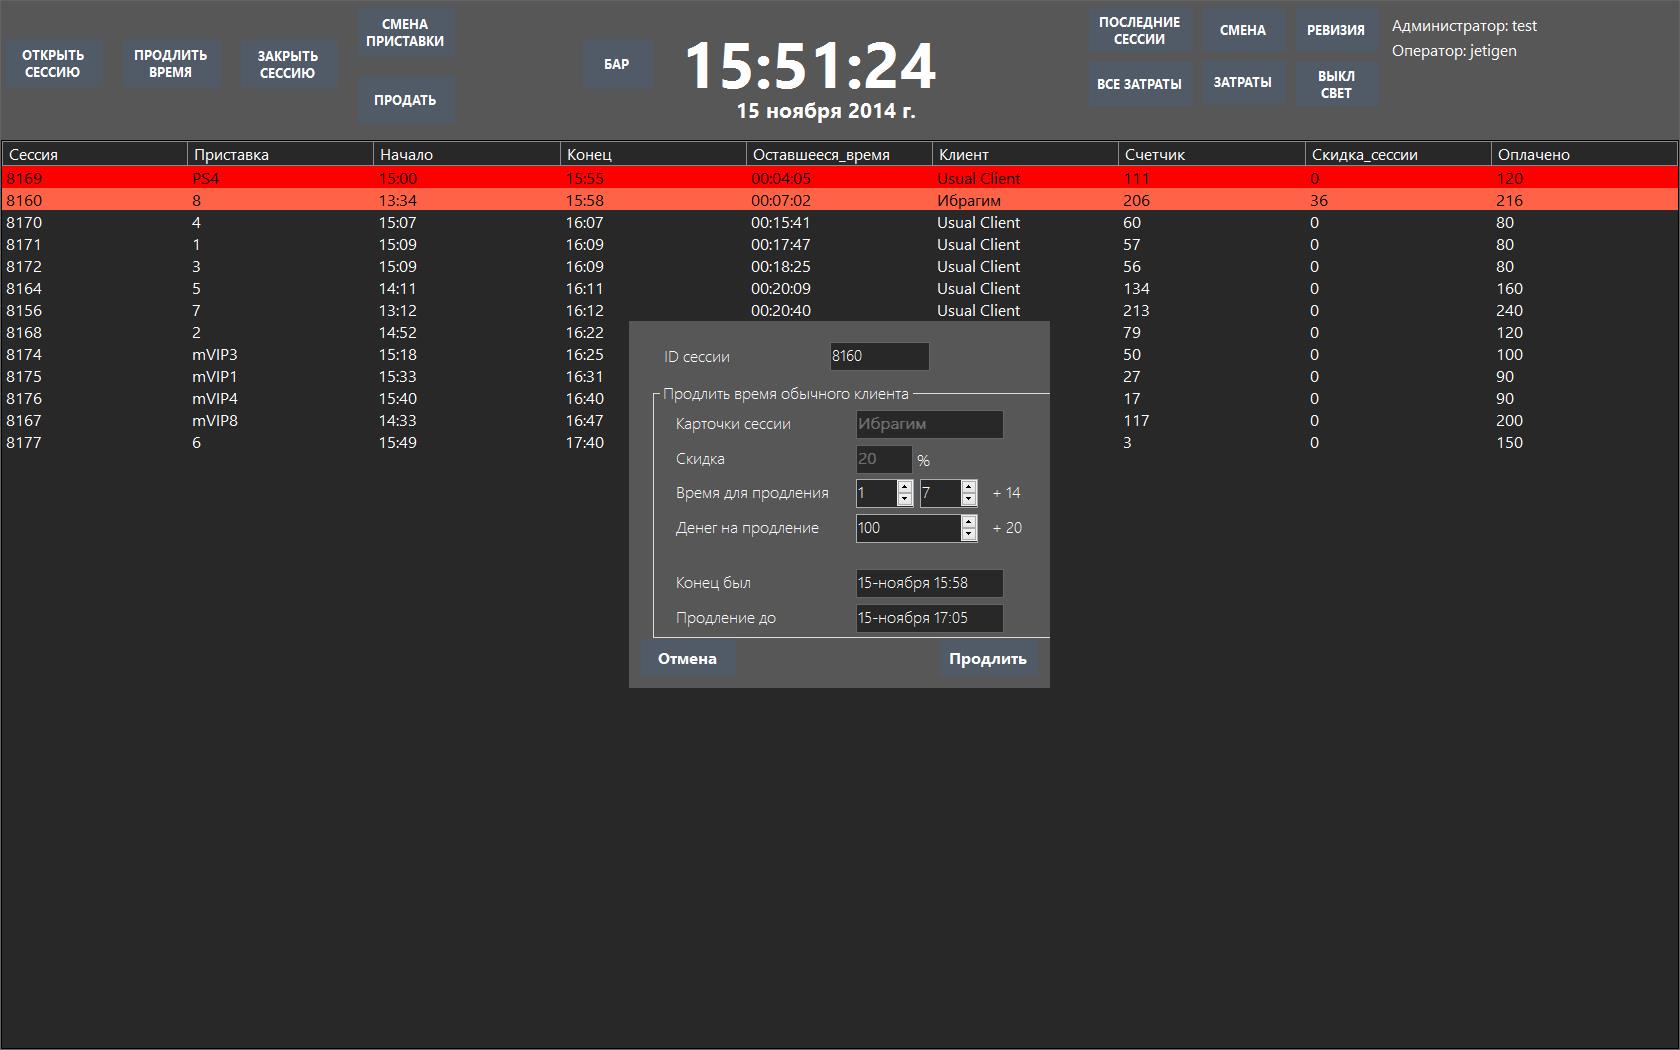 ОТКРЫТЬ
СЕССИЮ
ПРОДЛИТЬ
ВРЕМЯ
ЗАКРЫТЬ
СЕССИЮ
СМЕНА
ПРИСТАВКИ
ПРОДАТЬ
БАР
15:51:24
15 ноября 2014 г.
ПОСЛЕДНИЕ
СЕССИИ
СМЕНА
РЕВИЗИЯ
ВСЕ ЗАТРАТЫ
ЗАТРАТЫ
ВЫКЛ
СВЕТ
Администратор: test
Оператор: jetigen
Сессия Приставка Начало Конец Оставшееся_время Клиент Счетчик Скидка_сессии Оплачено
8169 PS4 15:00 15:55 00:04:05 Usual Client 111 0 120
8160 8 13:34 15:58 00:07:02 Ибрагим 206 36 216
8170 4 15:07 16:07 00:15:41 Usual Client 60 0 80
8171 1 15:09 16:09 00:17:47 Usual Client 57 0 80
8172 3 15:09 16:09 00:18:25 Usual Client 56 0 80
8164 5 14:11 16:11 00:20:09 Usual Client 134 0 160
8156 7 13:12 16:12 00:20:40 Usual Client 213 0 240
8168 2 14:52 16:22 79 0 120
8174 mVIP3 15:18 16:25 50 0 100
8175 mVIP1 15:33 16:31 27 0 90
8176 mVIP4 15:40 16:40 17 0 90
8167 mVIP8 14:33 16:47 117 0 200
8177 6 15:49 17:40 3 0 150
ID сессии 8160
Продлить время обычного клиента
Карточки сессии Ибрагим
Скидка 20 %
Время для продления 1 7 + 14
Денег на продление 100 + 20
Конец был 15-ноября 15:58
Продление до 15-ноября 17:05
Отмена Продлить